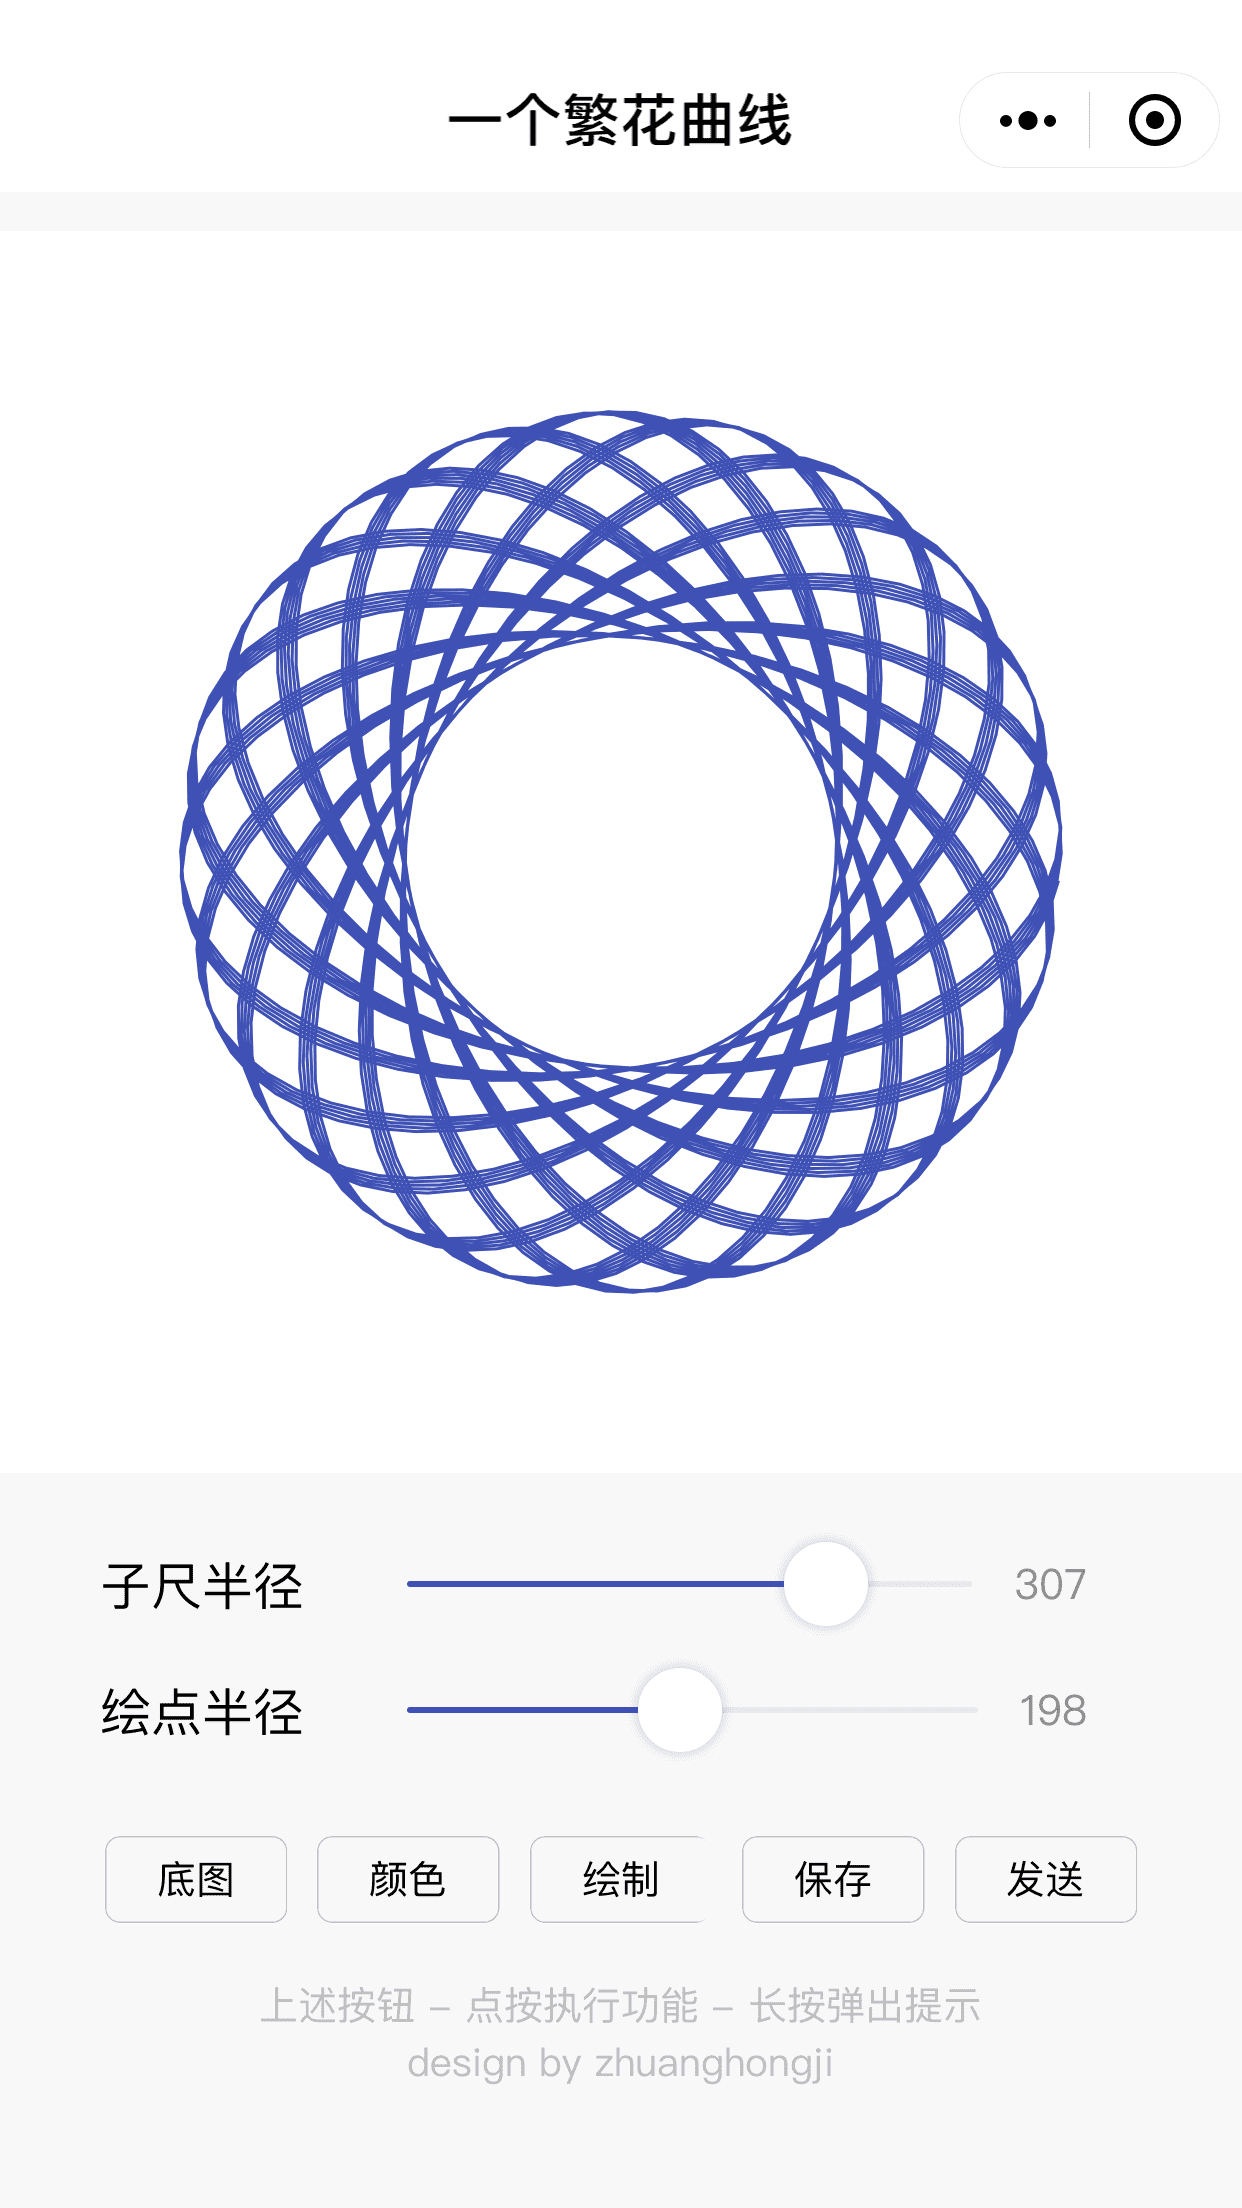 一个繁花曲线
子尺半径 307
绘点半径 198
底图 颜色 绘制 保存 发送
上述按钮 – 点按执行功能 – 长按弹出提示
design by zhuanghongji